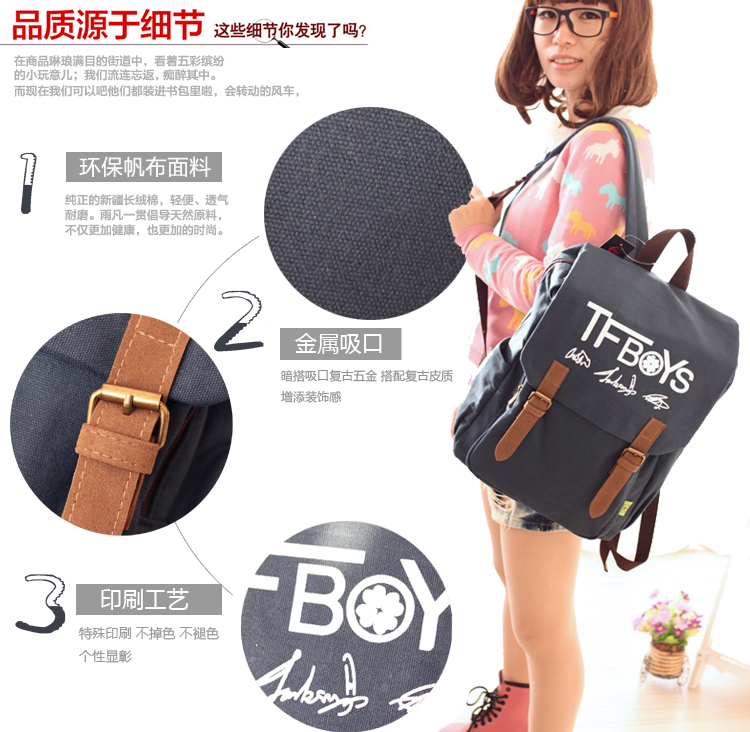 品质源于细节 这些细节你发现了吗?
在商品琳琅满目的街道中，看着五彩缤纷
的小玩意儿；我们流连忘返，痴醉其中。
而现在我们可以吧他们都装进书包里啦，会转动的风车，
1 环保帆布面料
纯正的新疆长绒棉，轻便、透气
耐磨。雨凡一贯倡导天然原料，
不仅更加健康，也更加的时尚。
2 金属吸口
暗搭吸口复古五金 搭配复古皮质
增添装饰感
TFBOYS
3 印刷工艺
特殊印刷 不掉色 不褪色
个性显彰
BOY